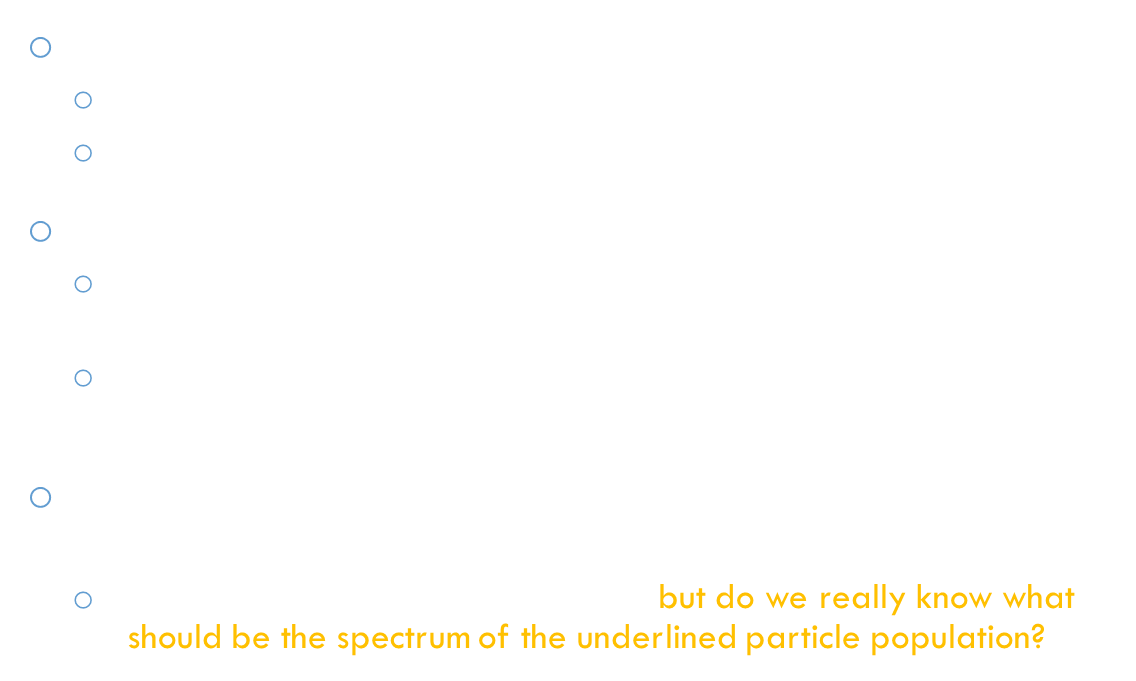 but do we really know what
should be the spectrum of the underlined particle population?